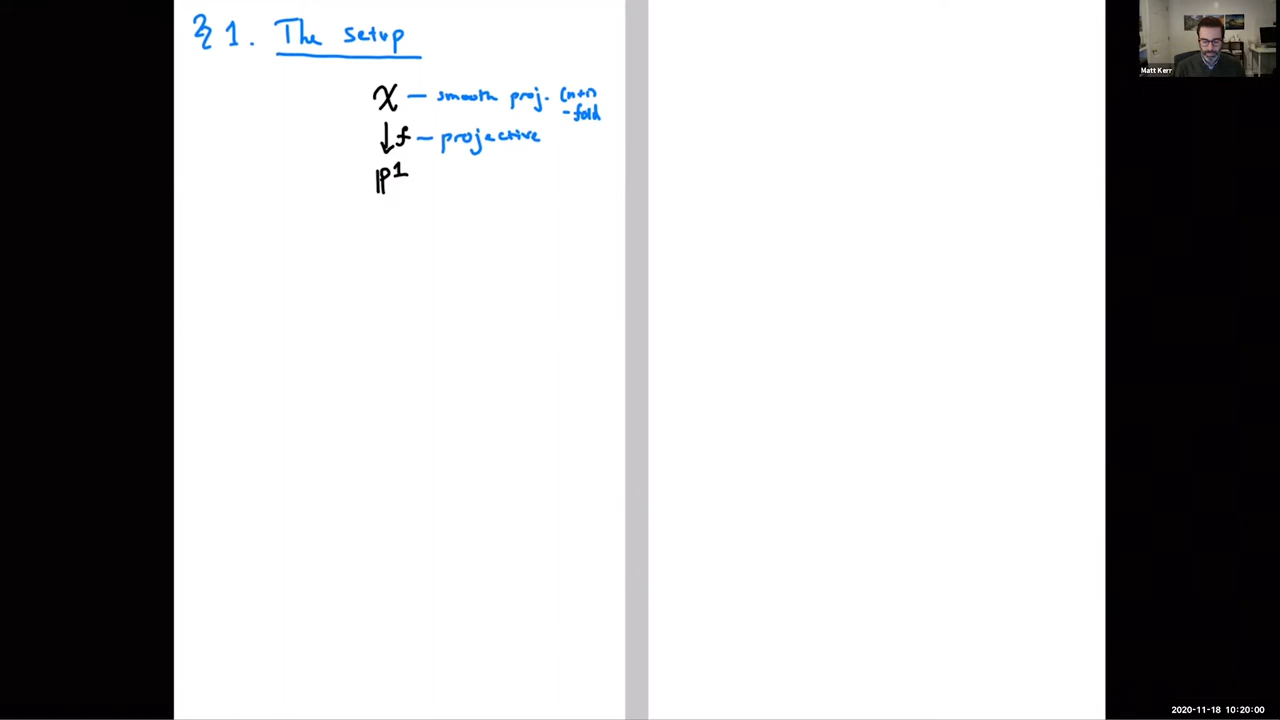 § 1. The setup
𝒳 — smooth proj. (n+1)
-fold
↓ f — projective
ℙ¹
Matt Kerr
2020-11-18 10:20:00